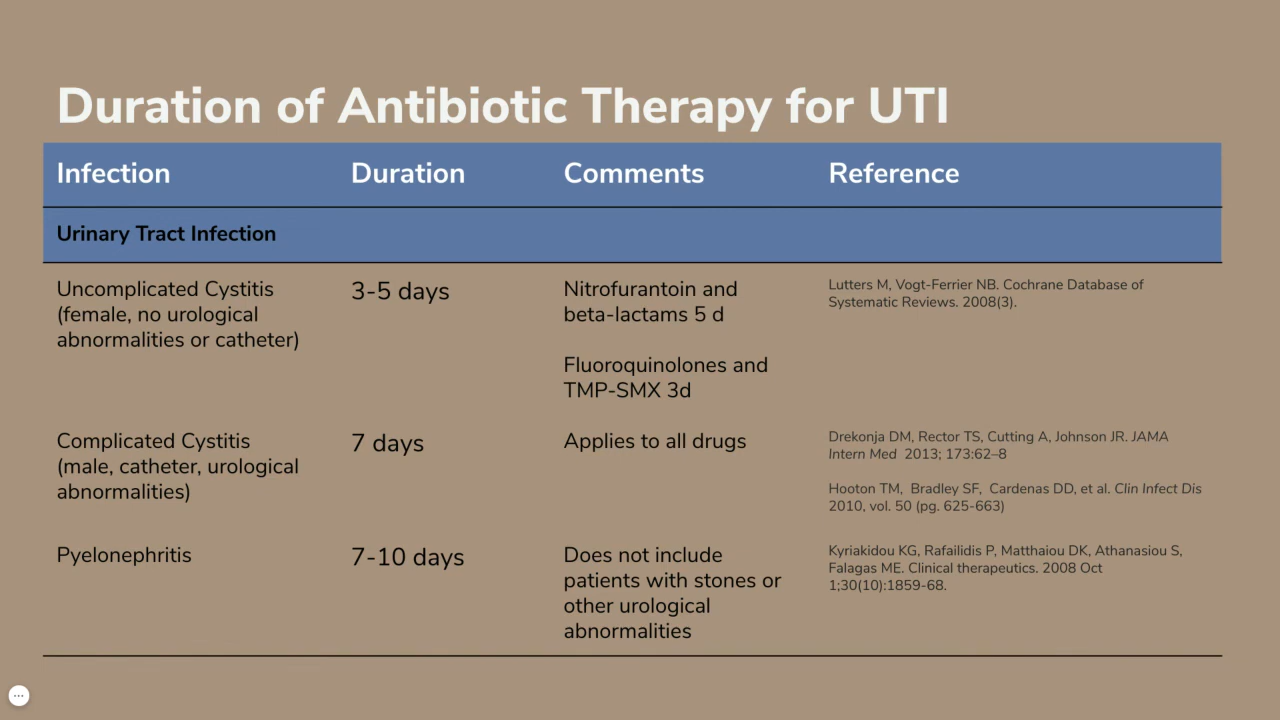 Duration of Antibiotic Therapy for UTI
Infection Duration Comments Reference
Urinary Tract Infection
Uncomplicated Cystitis
(female, no urological
abnormalities or catheter)
3-5 days
Nitrofurantoin and
beta-lactams 5 d
Fluoroquinolones and
TMP-SMX 3d
Lutters M, Vogt-Ferrier NB. Cochrane Database of
Systematic Reviews. 2008(3).
Complicated Cystitis
(male, catheter, urological
abnormalities)
7 days
Applies to all drugs
Drekonja DM, Rector TS, Cutting A, Johnson JR. JAMA
Intern Med 2013; 173:62–8
Hooton TM, Bradley SF, Cardenas DD, et al. Clin Infect Dis
2010, vol. 50 (pg. 625-663)
Pyelonephritis
7-10 days
Does not include
patients with stones or
other urological
abnormalities
Kyriakidou KG, Rafailidis P, Matthaiou DK, Athanasiou S,
Falagas ME. Clinical therapeutics. 2008 Oct
1;30(10):1859-68.